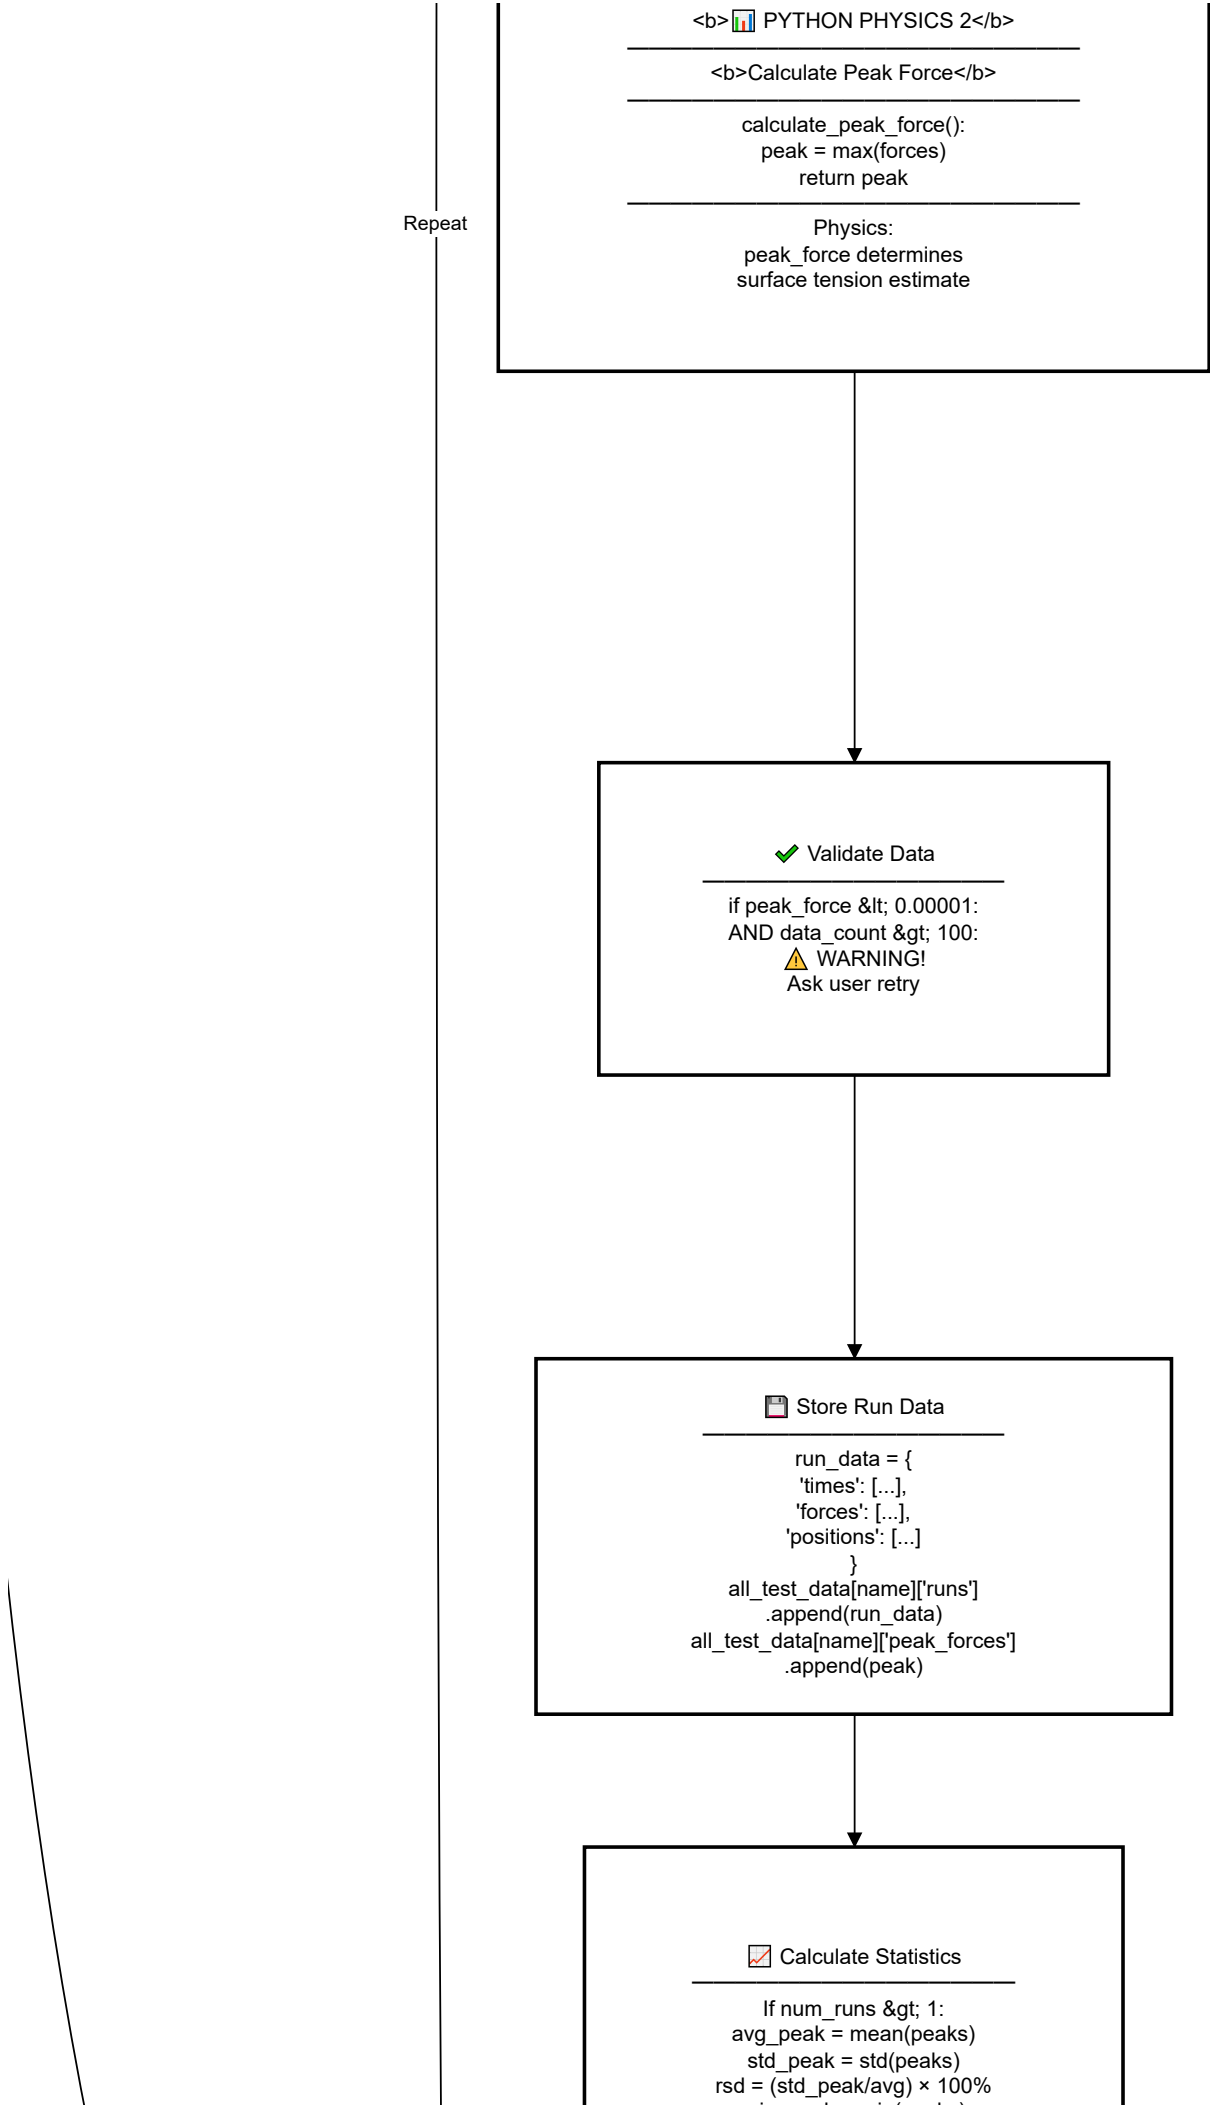 <b>📊 PYTHON PHYSICS 2</b>
<b>Calculate Peak Force</b>
calculate_peak_force():
peak = max(forces)
return peak
Repeat
Physics:
peak_force determines
surface tension estimate
✔ Validate Data
if peak_force &lt; 0.00001:
AND data_count &gt; 100:
⚠ WARNING!
Ask user retry
💾 Store Run Data
run_data = {
'times': [...],
'forces': [...],
'positions': [...]
}
all_test_data[name]['runs']
.append(run_data)
all_test_data[name]['peak_forces']
.append(peak)
📈 Calculate Statistics
If num_runs &gt; 1:
avg_peak = mean(peaks)
std_peak = std(peaks)
rsd = (std_peak/avg) × 100%